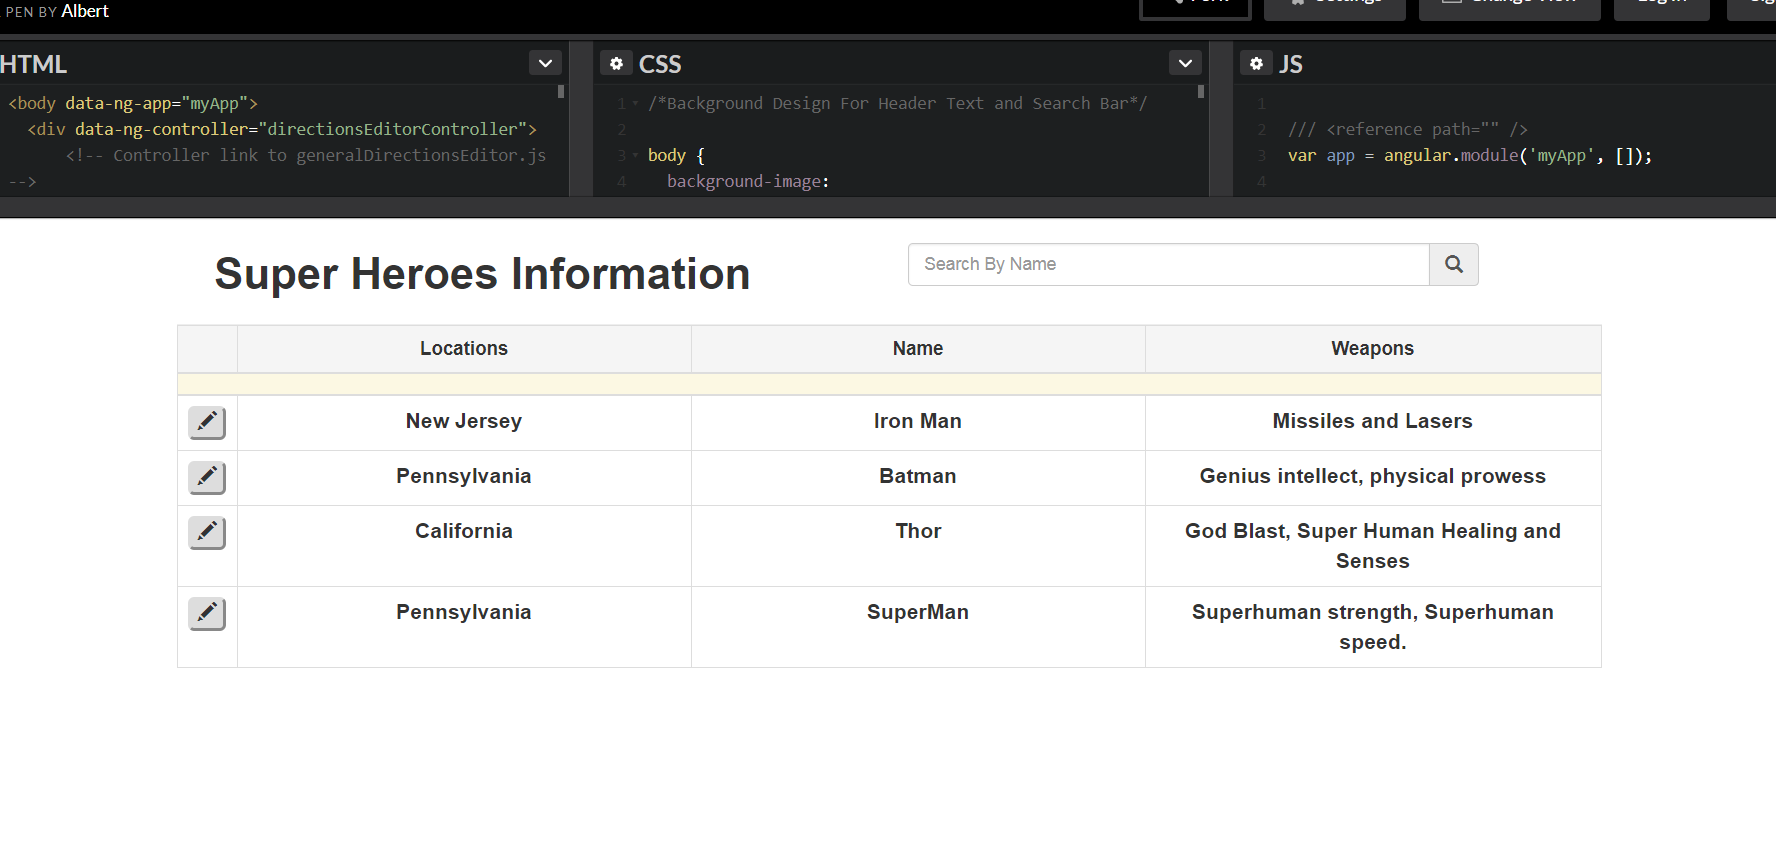 PEN BY Albert
HTML
<body data-ng-app="myApp">
<div data-ng-controller="directionsEditorController">
<!-- Controller link to generalDirectionsEditor.js
-->
CSS
1 /*Background Design For Header Text and Search Bar*/
2
3 body {
4 background-image:
JS
1
2 /// <reference path="" />
3 var app = angular.module('myApp', []);
4
Super Heroes Information
Search By Name
Locations Name Weapons
New Jersey Iron Man Missiles and Lasers
Pennsylvania Batman Genius intellect, physical prowess
California Thor God Blast, Super Human Healing and
Senses
Pennsylvania SuperMan Superhuman strength, Superhuman
speed.